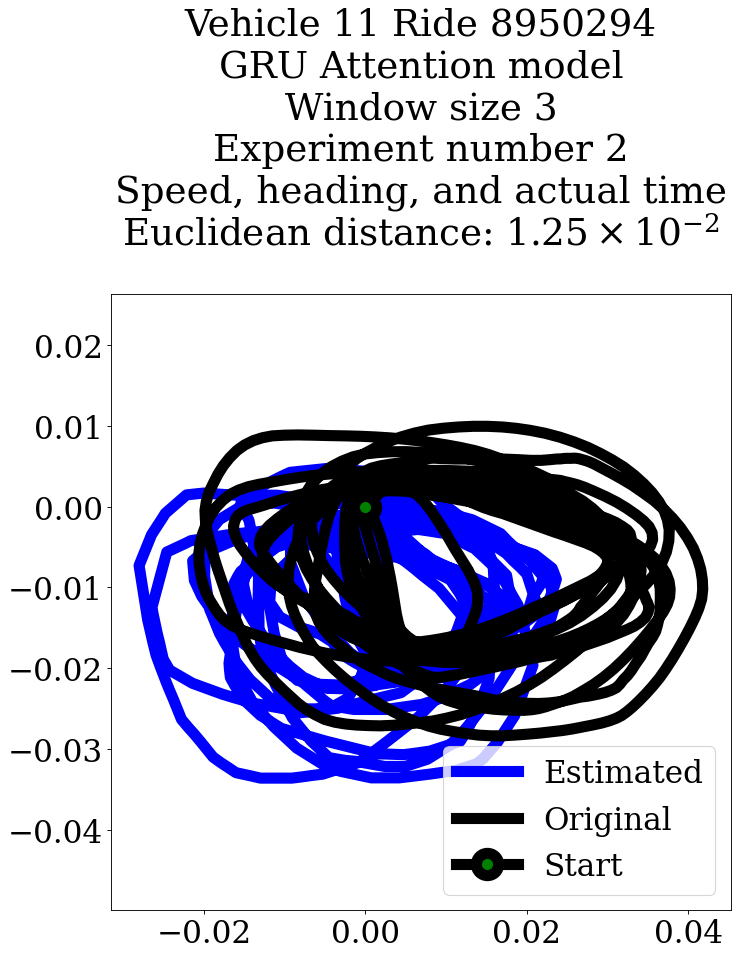 Vehicle 11 Ride 8950294
GRU Attention model
Window size 3
Experiment number 2
Speed, heading, and actual time
Euclidean distance: 1.25 × 10⁻²
0.02
0.01
0.00
−0.01
−0.02
−0.03
−0.04
Estimated
Original
Start
−0.02 0.00 0.02 0.04